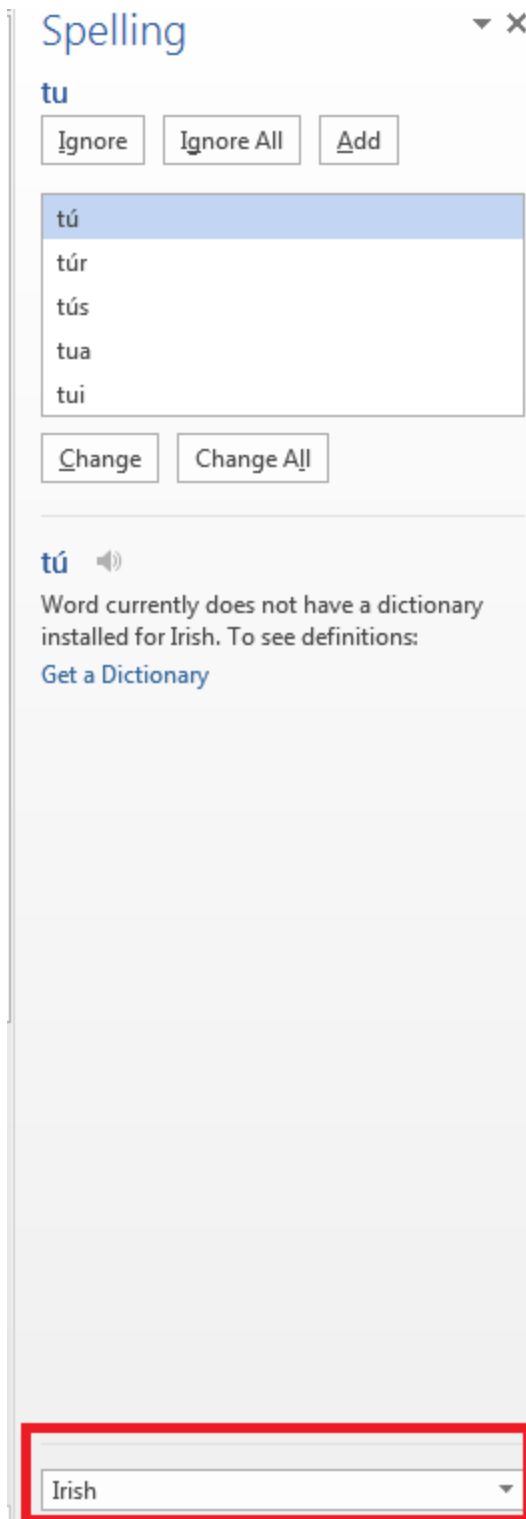 Spelling
tu
Ignore Ignore All Add
tú
túr
tús
tua
tui
Change Change All
tú
Word currently does not have a dictionary
installed for Irish. To see definitions:
Get a Dictionary
Irish